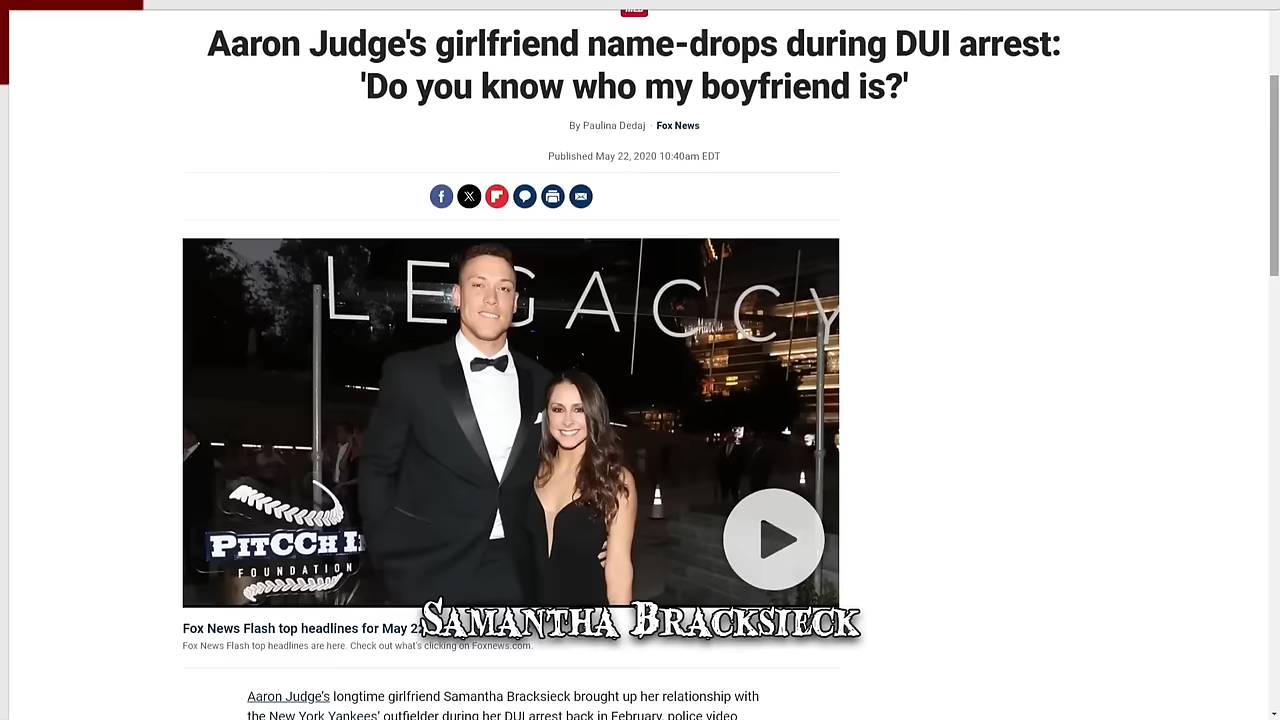 Aaron Judge's girlfriend name-drops during DUI arrest:
'Do you know who my boyfriend is?'
By Paulina Dedaj · Fox News
Published May 22, 2020 10:40am EDT
LEGACCY
PITCCH I
FOUNDATION
SAMANTHA BRACKSIECK
Fox News Flash top headlines for May 2
Fox News Flash top headlines are here. Check out what's clicking on Foxnews.com.
Aaron Judge's longtime girlfriend Samantha Bracksieck brought up her relationship with
the New York Yankees' outfielder during her DUI arrest back in February, police video